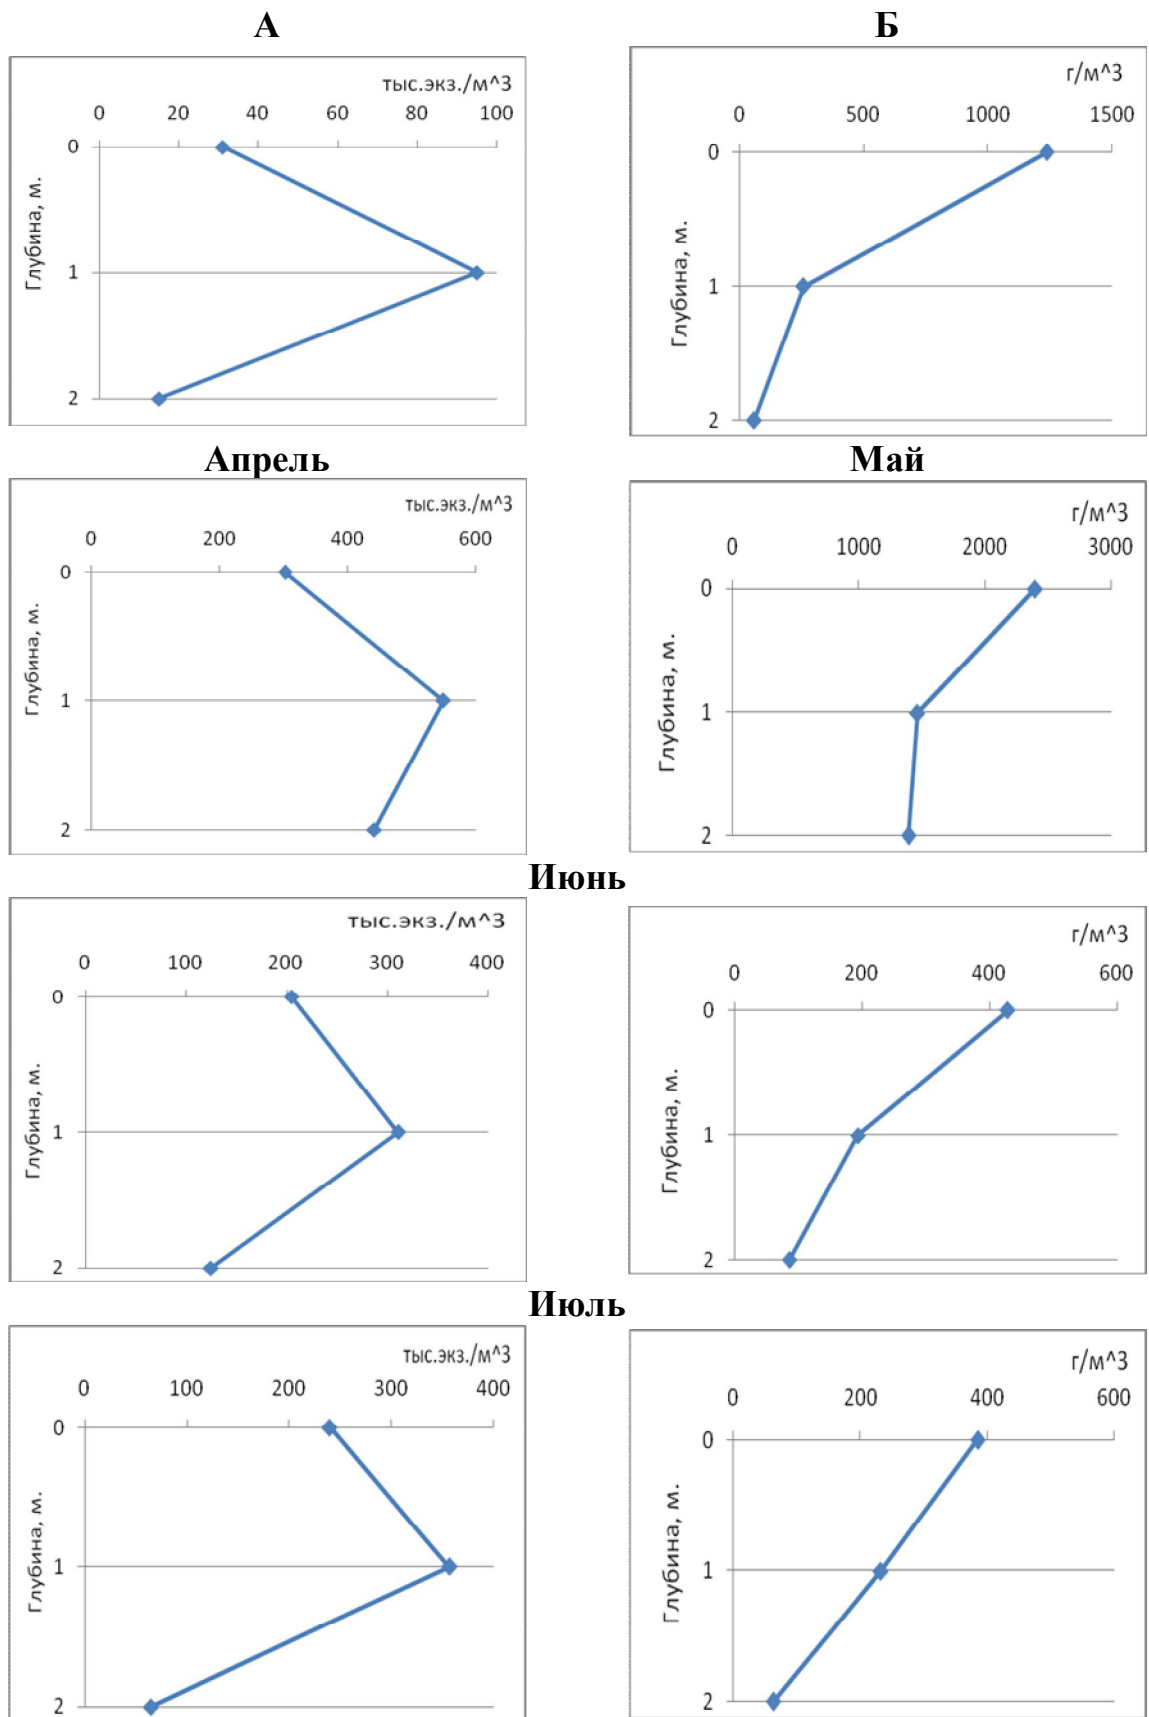 А
Б
тыс.экз./м^3
0 20 40 60 80 100
0
1
2
Глубина, м.
г/м^3
0 500 1000 1500
0
1
2
Глубина, м.
Апрель
Май
тыс.экз./м^3
0 200 400 600
0
1
2
Глубина, м.
г/м^3
0 1000 2000 3000
0
1
2
Глубина, м.
Июнь
тыс.экз./м^3
0 100 200 300 400
0
1
2
Глубина, м.
г/м^3
0 200 400 600
0
1
2
Глубина, м.
Июль
тыс.экз./м^3
0 100 200 300 400
0
1
2
Глубина, м.
г/м^3
0 200 400 600
0
1
2
Глубина, м.